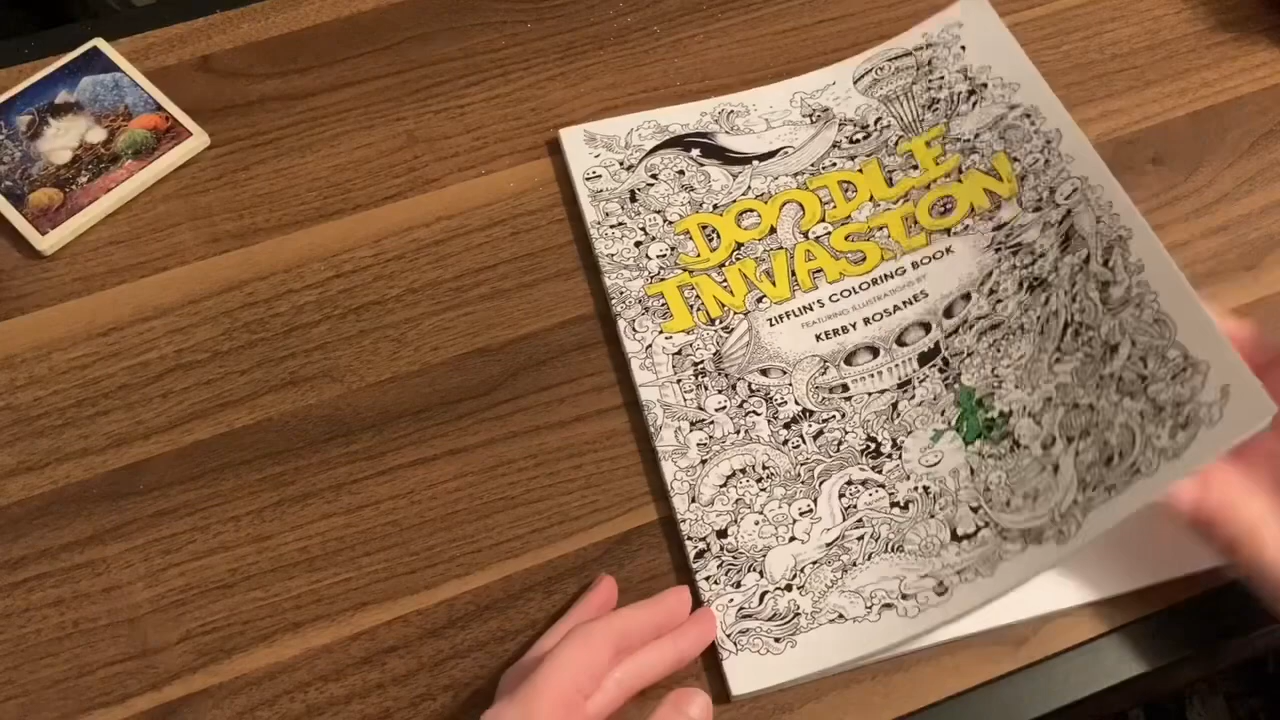 DOODLE
INVASION
ZIFFLIN'S COLORING BOOK
FEATURING ILLUSTRATIONS BY
KERBY ROSANES